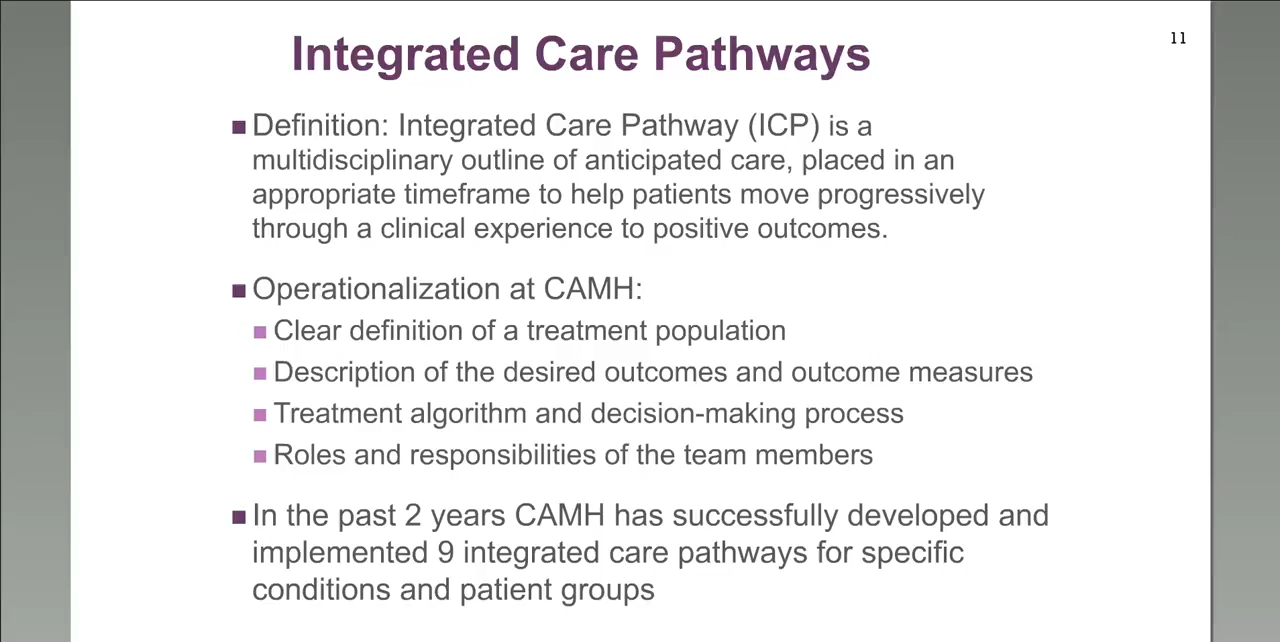 Integrated Care Pathways
11
Definition: Integrated Care Pathway (ICP) is a
multidisciplinary outline of anticipated care, placed in an
appropriate timeframe to help patients move progressively
through a clinical experience to positive outcomes.
Operationalization at CAMH:
Clear definition of a treatment population
Description of the desired outcomes and outcome measures
Treatment algorithm and decision-making process
Roles and responsibilities of the team members
In the past 2 years CAMH has successfully developed and
implemented 9 integrated care pathways for specific
conditions and patient groups